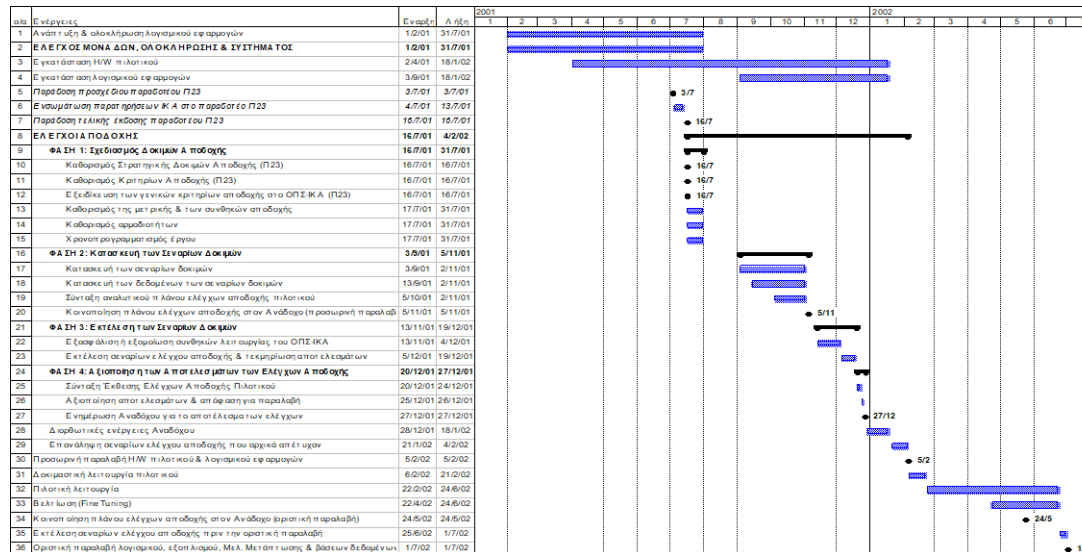 2001 2002
α/α Ενέργειες Έναρξη Λήξη 1 2 3 4 5 6 7 8 9 10 11 12 1 2 3 4 5 6
1 Ανάπτυξη & ολοκλήρωση λογισμικού εφαρμογών 1/2/01 31/7/01
2 ΕΛΕΓΧΟΣ ΜΟΝΑΔΩΝ, ΟΛΟΚΛΗΡΩΣΗΣ & ΣΥΣΤΗΜΑΤΟΣ 1/2/01 31/7/01
3 Εγκατάσταση H/W πιλοτικού 2/4/01 18/1/02
4 Εγκατάσταση λογισμικού εφαρμογών 3/9/01 18/1/02
5 Παράδοση προσχέδιου παραδοτέου Π23 3/7/01 3/7/01 3/7
6 Ενσωμάτωση παρατηρήσεων ΙΚΑ στο παραδοτέο Π23 4/7/01 13/7/01
7 Παράδοση τελικής έκδοσης παραδοτέου Π23 16/7/01 16/7/01 16/7
8 ΕΛΕΓΧΟΙ ΑΠΟΔΟΧΗΣ 16/7/01 4/2/02
9 ΦΑΣΗ 1: Σχεδιασμός Δοκιμών Αποδοχής 16/7/01 31/7/01
10 Καθορισμός Στρατηγικής Δοκιμών Αποδοχής (Π23) 16/7/01 16/7/01 16/7
11 Καθορισμός Κριτηρίων Αποδοχής (Π23) 16/7/01 16/7/01 16/7
12 Εξειδίκευση των γενικών κριτηρίων αποδοχής στο ΟΠΣ-ΙΚΑ (Π23) 16/7/01 16/7/01 16/7
13 Καθορισμός της μετρικής & των συνθηκών αποδοχής 17/7/01 31/7/01
14 Καθορισμός αρμοδιοτήτων 17/7/01 31/7/01
15 Χρονοπρογραμματισμός έργου 17/7/01 31/7/01
16 ΦΑΣΗ 2: Κατασκευή των Σεναρίων Δοκιμών 3/9/01 5/11/01
17 Κατασκευή των σεναρίων δοκιμών 3/9/01 2/11/01
18 Κατασκευή των δεδομένων των σεναρίων δοκιμών 13/9/01 2/11/01
19 Σύνταξη αναλυτικού πλάνου ελέγχων αποδοχής πιλοτικού 5/10/01 2/11/01
20 Κοινοποίηση πλάνου ελέγχων αποδοχής στον Ανάδοχο (προσωρινή παραλαβ 5/11/01 5/11/01 5/11
21 ΦΑΣΗ 3: Εκτέλεση των Σεναρίων Δοκιμών 13/11/01 19/12/01
22 Εξασφάλιση ή εξομοίωση συνθηκών λειτουργίας του ΟΠΣ-ΙΚΑ 13/11/01 4/12/01
23 Εκτέλεση σεναρίων ελέγχου αποδοχής & τεκμηρίωση αποτελεσμάτων 5/12/01 19/12/01
24 ΦΑΣΗ 4: Αξιοποίηση των Αποτελεσμάτων των Ελέγχων Αποδοχής 20/12/01 27/12/01
25 Σύνταξη Έκθεσης Ελέγχων Αποδοχής Πιλοτικού 20/12/01 24/12/01
26 Αξιοποίηση αποτελεσμάτων & απόφαση για παραλαβή 25/12/01 26/12/01
27 Ενημέρωση Αναδόχου για το αποτέλεσμα των ελέγχων 27/12/01 27/12/01 27/12
28 Διορθωτικές ενέργειες Αναδόχου 28/12/01 18/1/02
29 Επανάληψη σεναρίων ελέγχου αποδοχής που αρχικά απέτυχαν 21/1/02 4/2/02
30 Προσωρινή παραλαβή H/W πιλοτικού & λογισμικού εφαρμογών 5/2/02 5/2/02 5/2
31 Δοκιμαστική λειτουργία πιλοτικού 6/2/02 21/2/02
32 Πιλοτική λειτουργία 22/2/02 24/6/02
33 Βελτίωση (Fine Tuning) 22/4/02 24/6/02
34 Κοινοποίηση πλάνου ελέγχων αποδοχής στον Ανάδοχο (οριστική παραλαβή) 24/5/02 24/5/02 24/5
35 Εκτέλεση σεναρίων ελέγχου αποδοχής πριν την οριστική παραλαβή 25/6/02 1/7/02
36 Οριστική παραλαβή λογισμικού, εξοπλισμού, Μελ. Μετάπτωσης & βάσεων δεδομένων 1/7/02 1/7/02 1